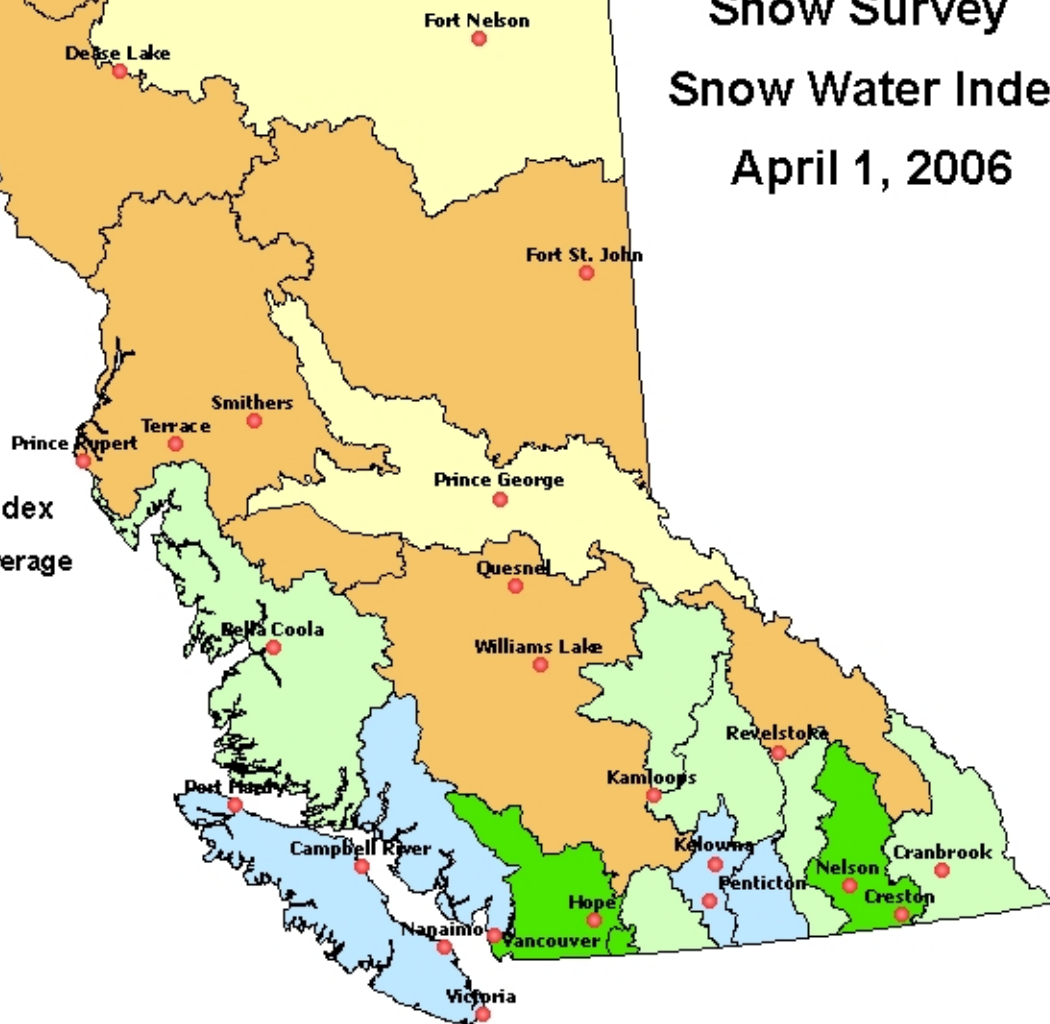 Snow Survey
Snow Water Inde
April 1, 2006
Fort Nelson
Dease Lake
Fort St. John
Smithers
Terrace
Prince Rupert
Prince George
dex
erage
Quesnel
Bella Coola
Williams Lake
Revelstoke
Kamloops
Port Hardy
Campbell River
Kelowna
Cranbrook
Nelson
Penticton
Creston
Hope
Nanaimo
Vancouver
Victoria